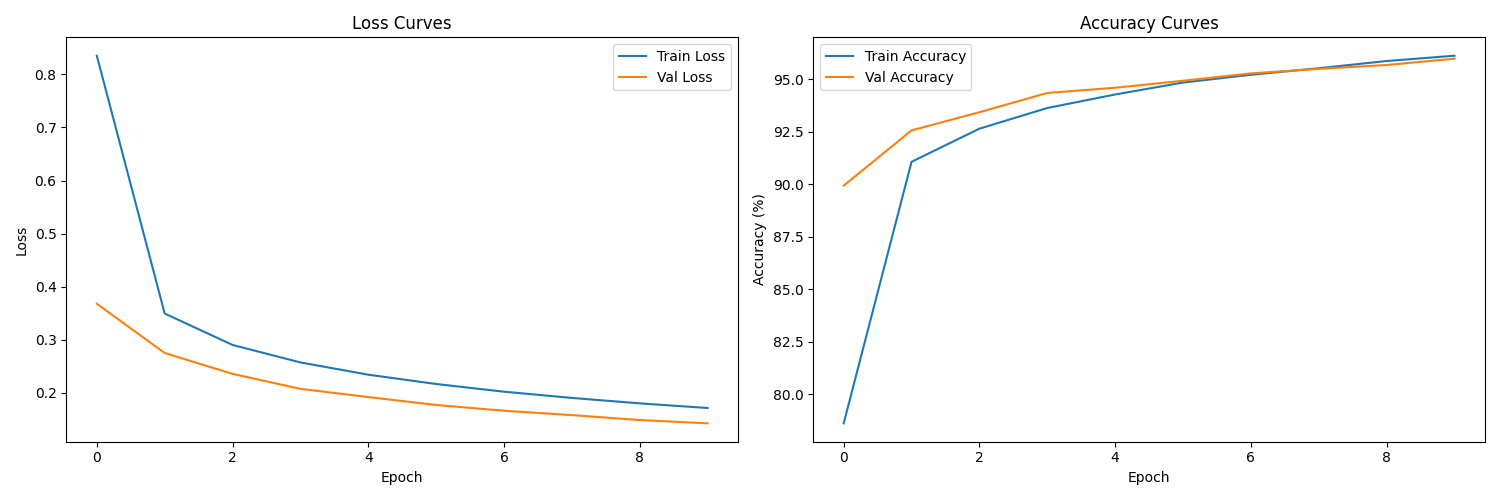 Loss Curves
Train Loss
Val Loss
0.8
0.7
0.6
0.5
0.4
0.3
0.2
Loss
0 2 4 6 8
Epoch
Accuracy Curves
Train Accuracy
Val Accuracy
95.0
92.5
90.0
87.5
85.0
82.5
80.0
Accuracy (%)
0 2 4 6 8
Epoch